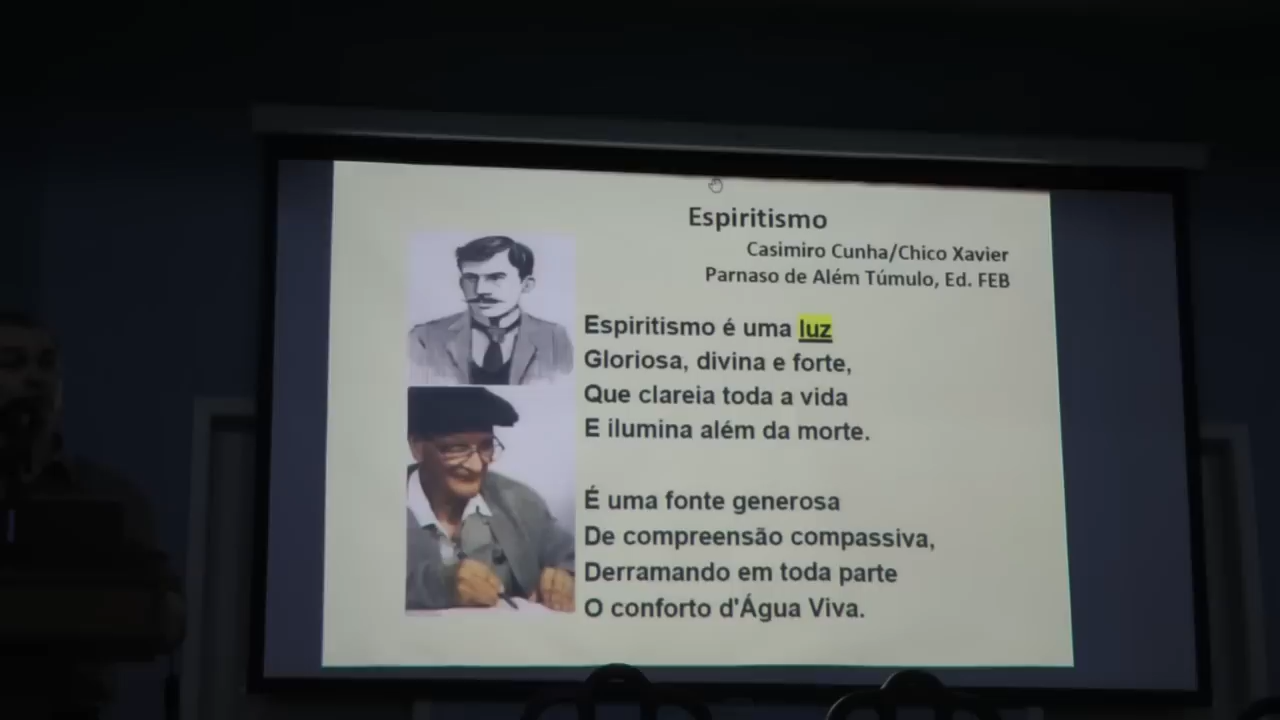 Espiritismo
Casimiro Cunha/Chico Xavier
Parnaso de Além Túmulo, Ed. FEB
Espiritismo é uma luz
Gloriosa, divina e forte,
Que clareia toda a vida
E ilumina além da morte.
É uma fonte generosa
De compreensão compassiva,
Derramando em toda parte
O conforto d'Água Viva.